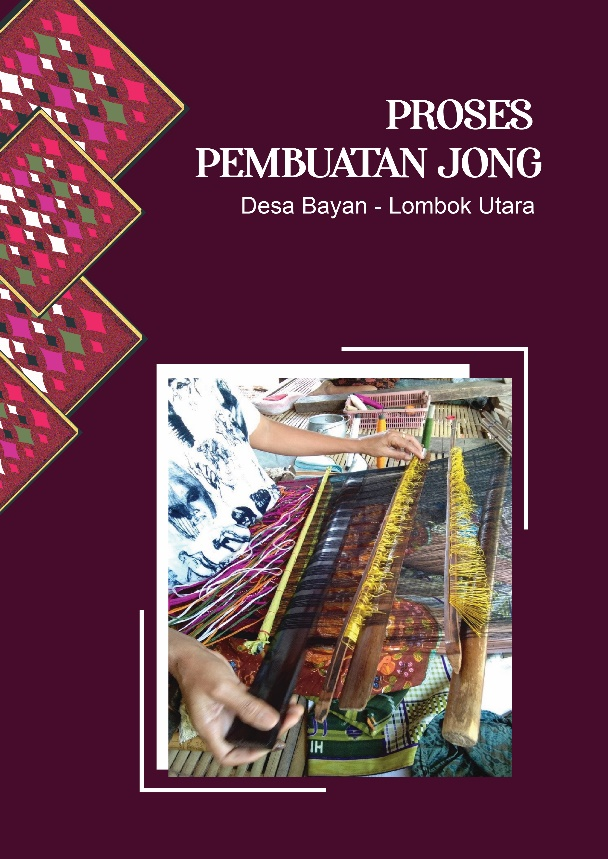 PROSES
PEMBUATAN JONG
Desa Bayan - Lombok Utara